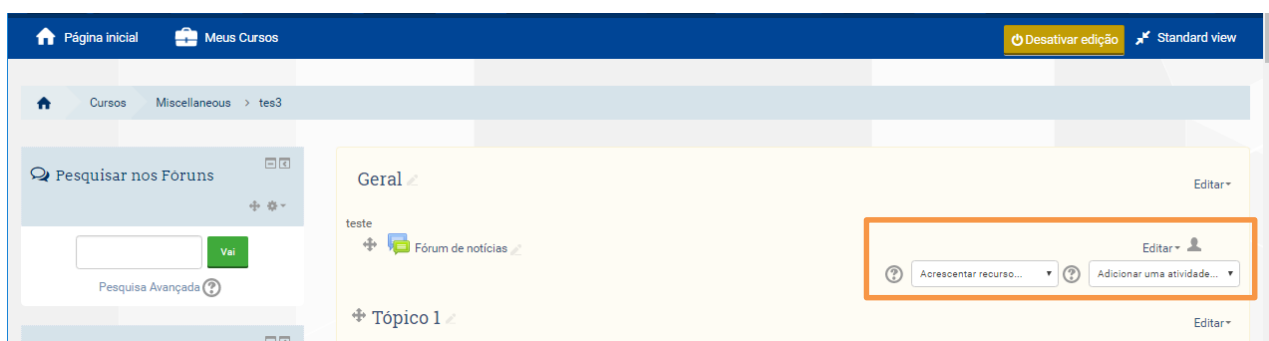 Página inicial Meus Cursos Desativar edição Standard view
Cursos Miscellaneous > tes3
Pesquisar nos Fóruns
Vai
Pesquisa Avançada ?
Geral Editar
teste
Fórum de notícias Editar
? Acrescentar recurso... ? Adicionar uma atividade...
Tópico 1 Editar